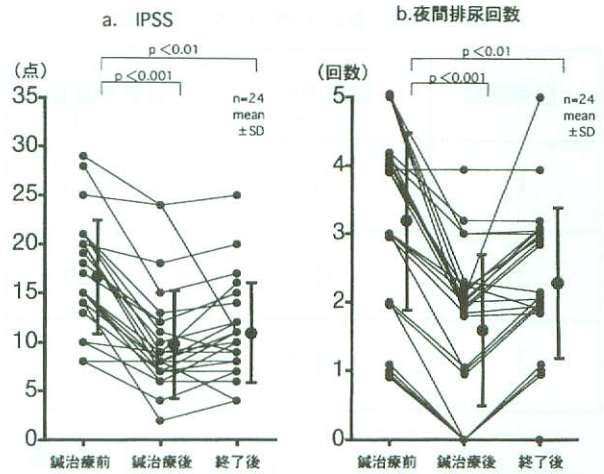 a. IPSS
p <0.01
p <0.001
(点)
n=24
mean
±SD
35
30
25
20
15
10
5
0
鍼治療前
鍼治療後
終了後
b.夜間排尿回数
p <0.01
p <0.001
(回数)
n=24
mean
±SD
5
4
3
2
1
0
鍼治療前
鍼治療後
終了後